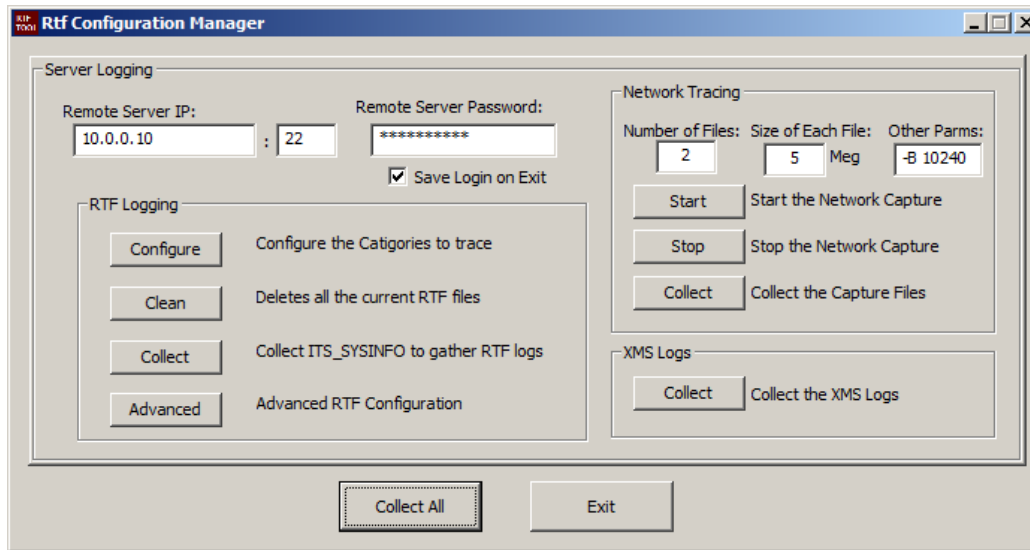 RTF TOOL
Rtf Configuration Manager
Server Logging
Remote Server IP:
10.0.0.10 : 22
Remote Server Password:
**********
Save Login on Exit
RTF Logging
Configure Configure the Catigories to trace
Clean Deletes all the current RTF files
Collect Collect ITS_SYSINFO to gather RTF logs
Advanced Advanced RTF Configuration
Network Tracing
Number of Files: Size of Each File: Other Parms:
2 5 Meg -B 10240
Start Start the Network Capture
Stop Stop the Network Capture
Collect Collect the Capture Files
XMS Logs
Collect Collect the XMS Logs
Collect All Exit